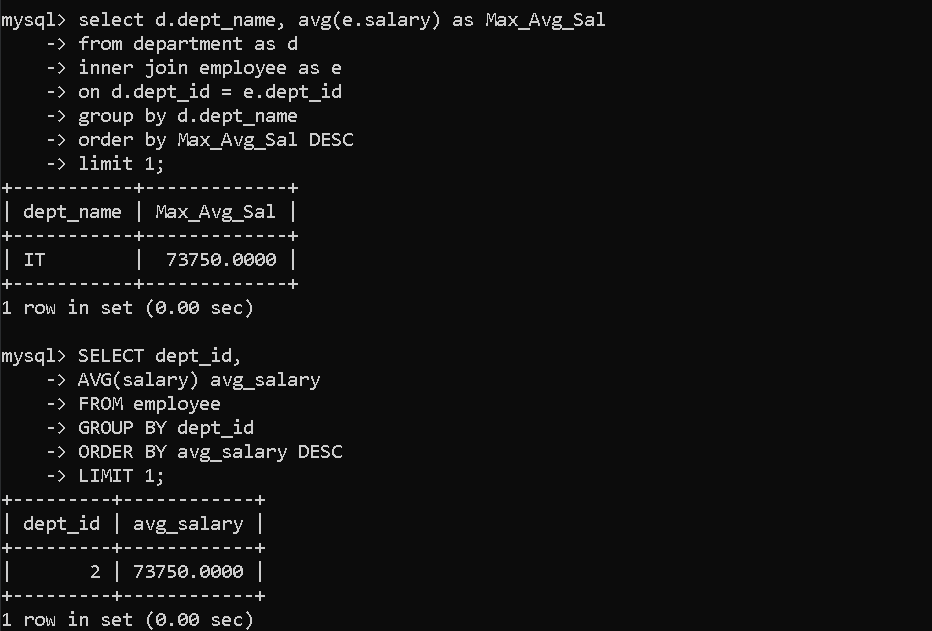 mysql> select d.dept_name, avg(e.salary) as Max_Avg_Sal
    -> from department as d
    -> inner join employee as e
    -> on d.dept_id = e.dept_id
    -> group by d.dept_name
    -> order by Max_Avg_Sal DESC
    -> limit 1;
+-----------+-------------+
| dept_name | Max_Avg_Sal |
+-----------+-------------+
| IT        |  73750.0000 |
+-----------+-------------+
1 row in set (0.00 sec)

mysql> SELECT dept_id,
    -> AVG(salary) avg_salary
    -> FROM employee
    -> GROUP BY dept_id
    -> ORDER BY avg_salary DESC
    -> LIMIT 1;
+---------+------------+
| dept_id | avg_salary |
+---------+------------+
|       2 | 73750.0000 |
+---------+------------+
1 row in set (0.00 sec)